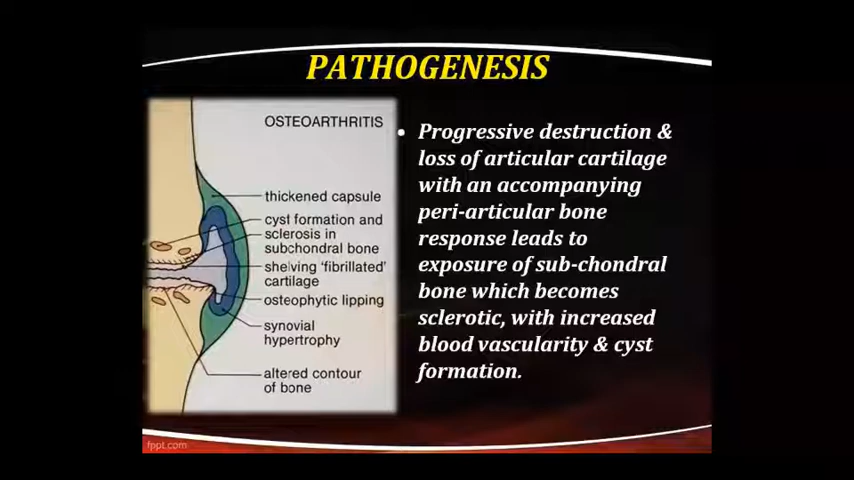 PATHOGENESIS
OSTEOARTHRITIS
thickened capsule
cyst formation and
sclerosis in
subchondral bone
shelving 'fibrillated'
cartilage
osteophytic lipping
synovial
hypertrophy
altered contour
of bone
• Progressive destruction &
loss of articular cartilage
with an accompanying
peri-articular bone
response leads to
exposure of sub-chondral
bone which becomes
sclerotic, with increased
blood vascularity & cyst
formation.
fppt.com